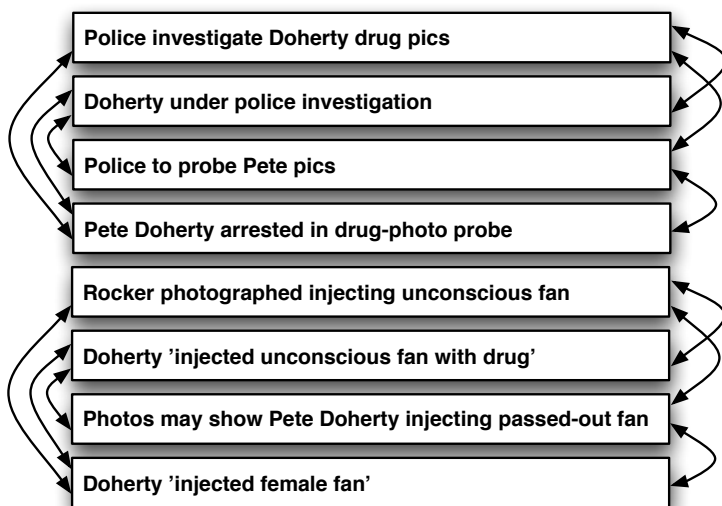 Police investigate Doherty drug pics
Doherty under police investigation
Police to probe Pete pics
Pete Doherty arrested in drug-photo probe
Rocker photographed injecting unconscious fan
Doherty ’injected unconscious fan with drug’
Photos may show Pete Doherty injecting passed-out fan
Doherty ’injected female fan’